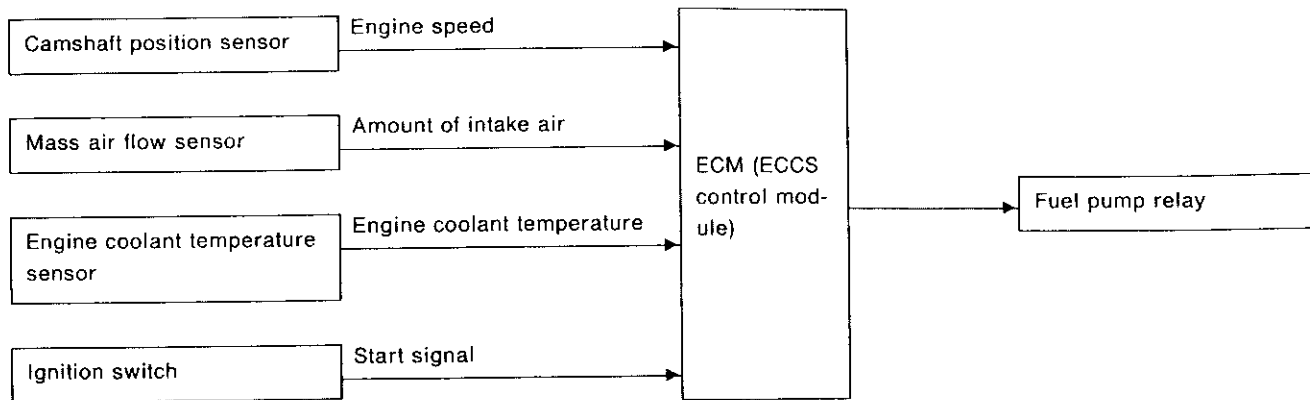 Camshaft position sensor
Engine speed
Mass air flow sensor
Amount of intake air
Engine coolant temperature
sensor
Engine coolant temperature
Ignition switch
Start signal
ECM (ECCS
control mod-
ule)
Fuel pump relay